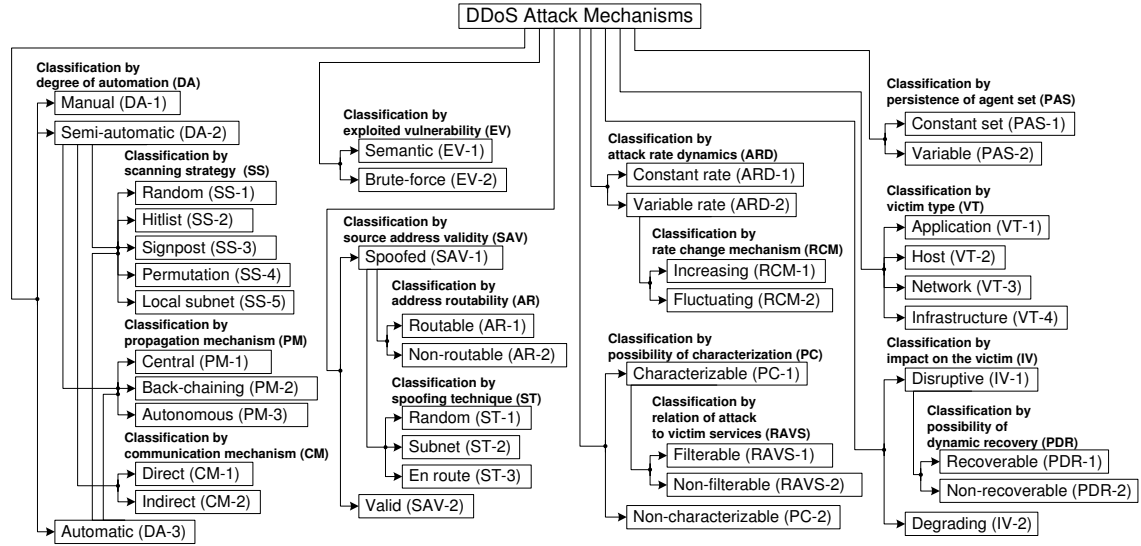 DDoS Attack Mechanisms
Classification by
degree of automation (DA)
Manual (DA-1)
Semi-automatic (DA-2)
Classification by
scanning strategy (SS)
Random (SS-1)
Hitlist (SS-2)
Signpost (SS-3)
Permutation (SS-4)
Local subnet (SS-5)
Classification by
propagation mechanism (PM)
Central (PM-1)
Back-chaining (PM-2)
Autonomous (PM-3)
Classification by
communication mechanism (CM)
Direct (CM-1)
Indirect (CM-2)
Automatic (DA-3)
Classification by
exploited vulnerability (EV)
Semantic (EV-1)
Brute-force (EV-2)
Classification by
source address validity (SAV)
Spoofed (SAV-1)
Classification by
address routability (AR)
Routable (AR-1)
Non-routable (AR-2)
Classification by
spoofing technique (ST)
Random (ST-1)
Subnet (ST-2)
En route (ST-3)
Valid (SAV-2)
Classification by
attack rate dynamics (ARD)
Constant rate (ARD-1)
Variable rate (ARD-2)
Classification by
rate change mechanism (RCM)
Increasing (RCM-1)
Fluctuating (RCM-2)
Classification by
possibility of characterization (PC)
Characterizable (PC-1)
Classification by
relation of attack
to victim services (RAVS)
Filterable (RAVS-1)
Non-filterable (RAVS-2)
Non-characterizable (PC-2)
Classification by
persistence of agent set (PAS)
Constant set (PAS-1)
Variable (PAS-2)
Classification by
victim type (VT)
Application (VT-1)
Host (VT-2)
Network (VT-3)
Infrastructure (VT-4)
Classification by
impact on the victim (IV)
Disruptive (IV-1)
Classification by
possibility of
dynamic recovery (PDR)
Recoverable (PDR-1)
Non-recoverable (PDR-2)
Degrading (IV-2)